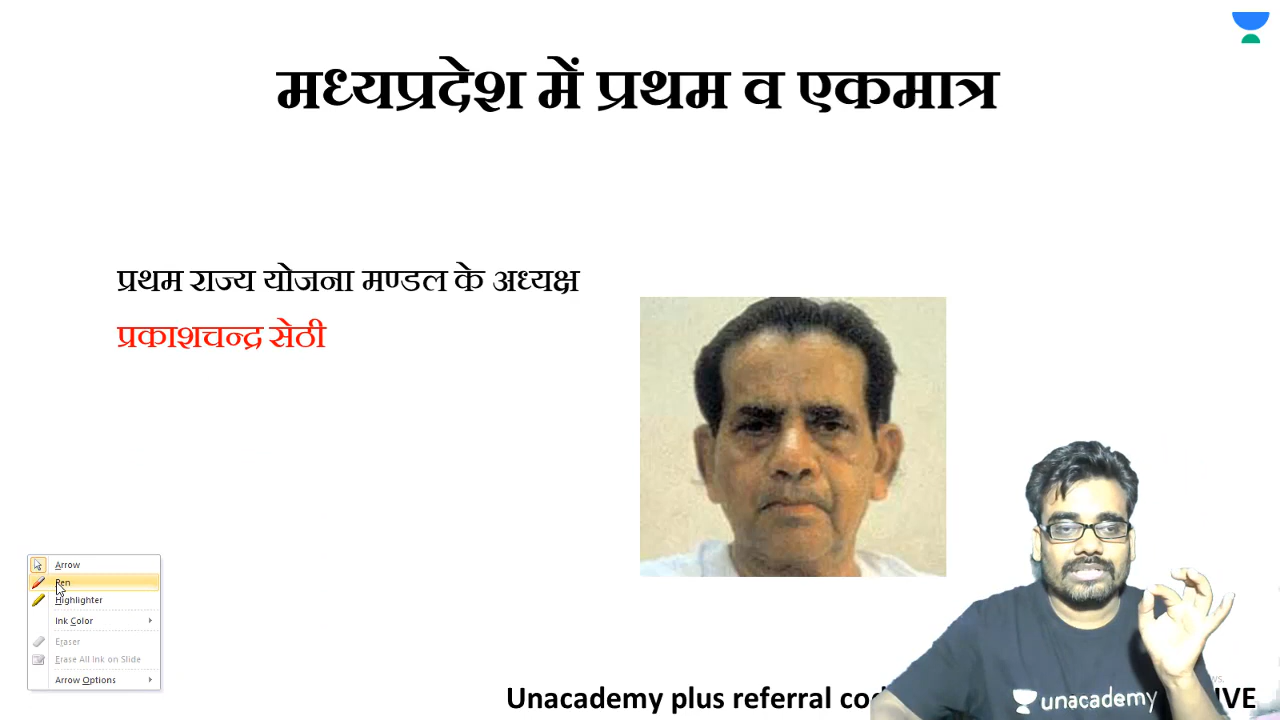 मध्यप्रदेश में प्रथम व एकमात्र
प्रथम राज्य योजना मण्डल के अध्यक्ष
प्रकाशचन्द्र सेठी
Arrow
Pen
Highlighter
Ink Color
Eraser
Erase All Ink on Slide
Arrow Options
unacademy
Unacademy plus referral